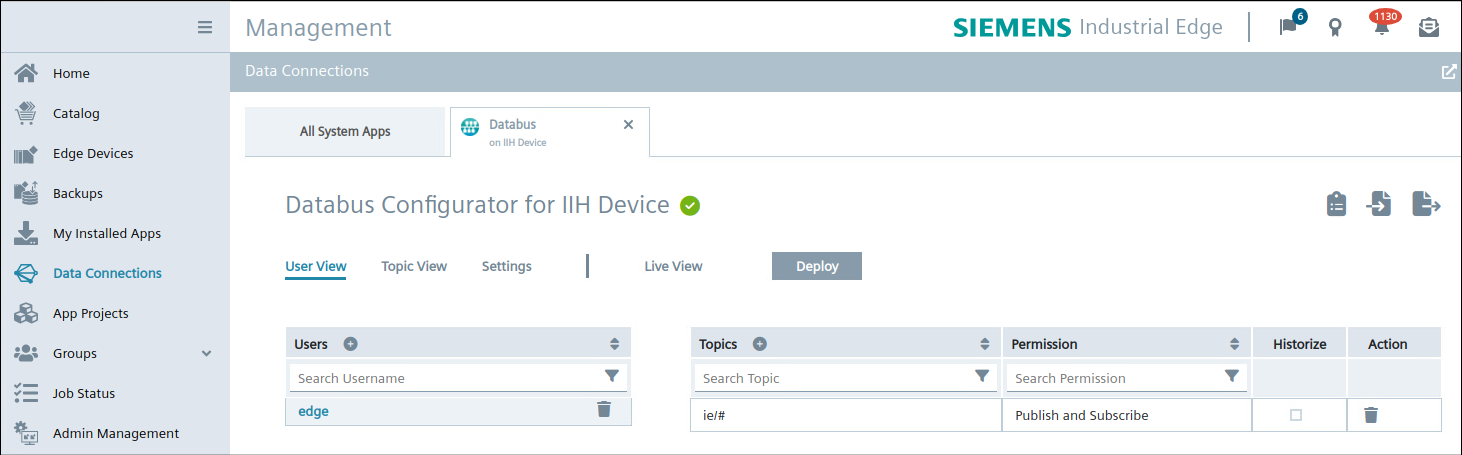 Management
SIEMENS Industrial Edge
6
1130
Home
Catalog
Edge Devices
Backups
My Installed Apps
Data Connections
App Projects
Groups
Job Status
Admin Management
Data Connections
All System Apps
Databus
on IIH Device
Databus Configurator for IIH Device
User View Topic View Settings Live View Deploy
Users
Search Username
edge
Topics Permission Historize Action
Search Topic Search Permission
ie/# Publish and Subscribe